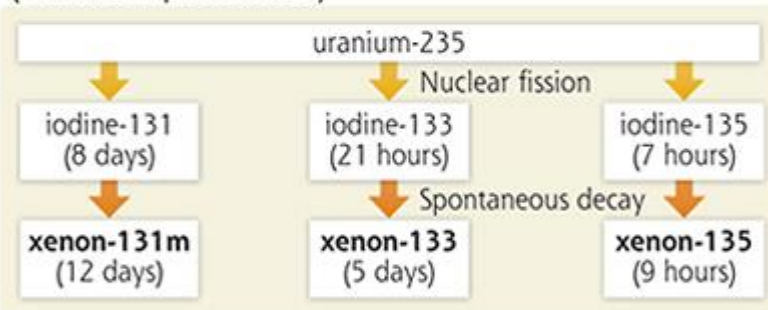 uranium-235
Nuclear fission
iodine-131 iodine-133 iodine-135
(8 days) (21 hours) (7 hours)
Spontaneous decay
xenon-131m xenon-133 xenon-135
(12 days) (5 days) (9 hours)